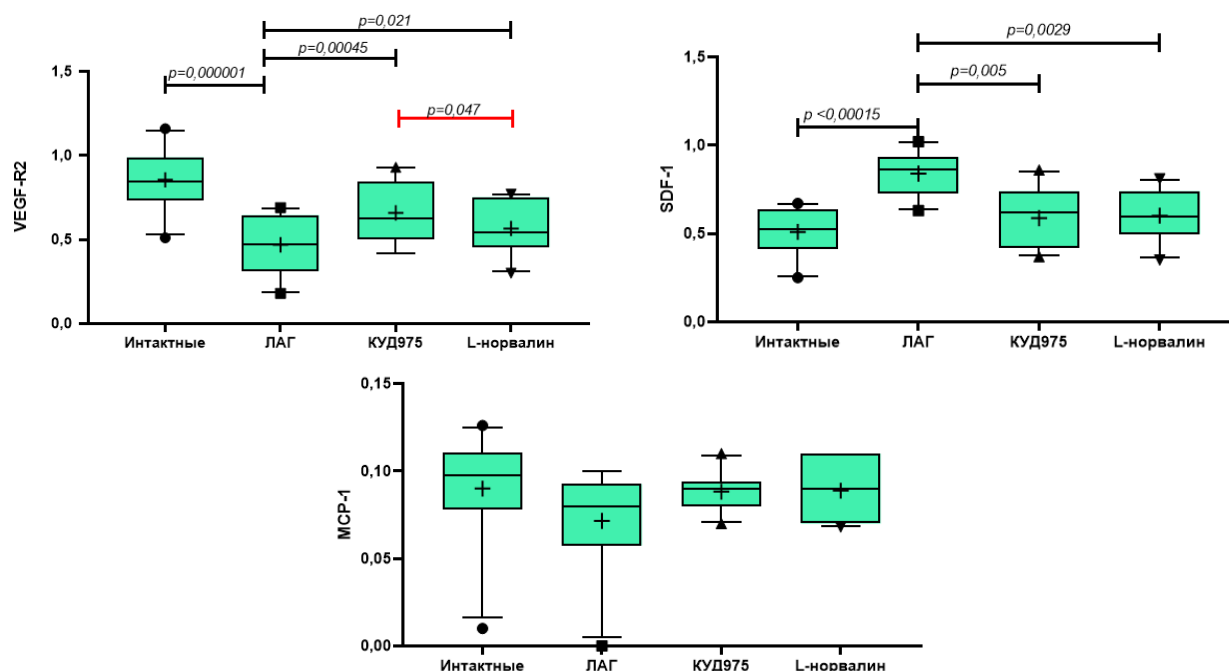 p=0,021
p=0,00045
p=0,000001
p=0,047
1,5
1,0
0,5
0,0
VEGF-R2
Интактные ЛАГ КУД975 L-норвалин
p=0,0029
p=0,005
p <0,00015
1,5
1,0
0,5
0,0
SDF-1
Интактные ЛАГ КУД975 L-норвалин
0,15
0,10
0,05
0,00
MCP-1
Интактные ЛАГ КУД975 L-норвалин